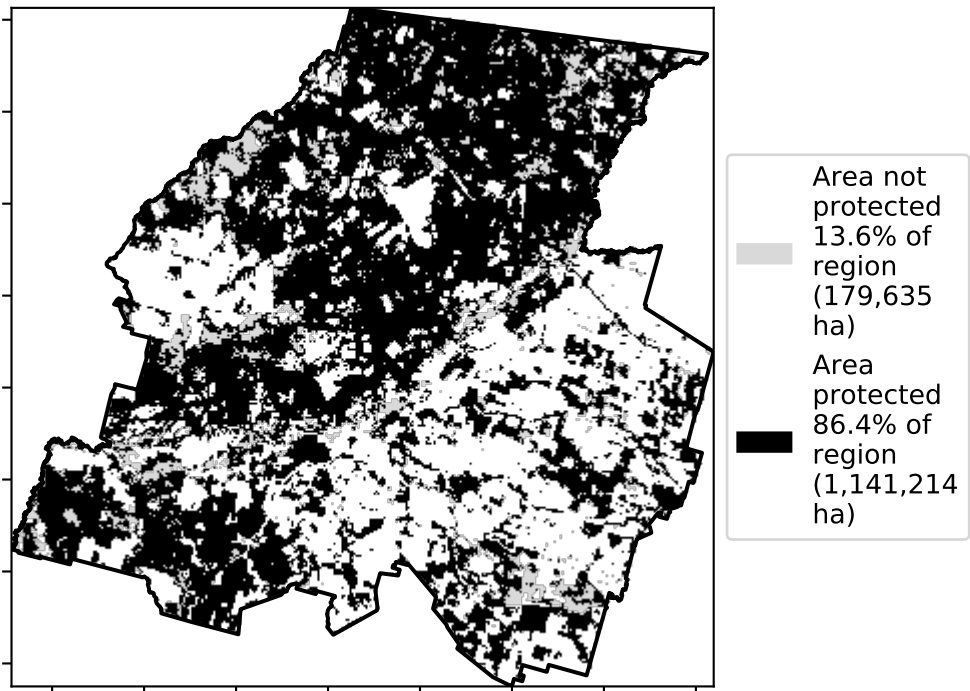 Area not
protected
13.6% of
region
(179,635
ha)
Area
protected
86.4% of
region
(1,141,214
ha)